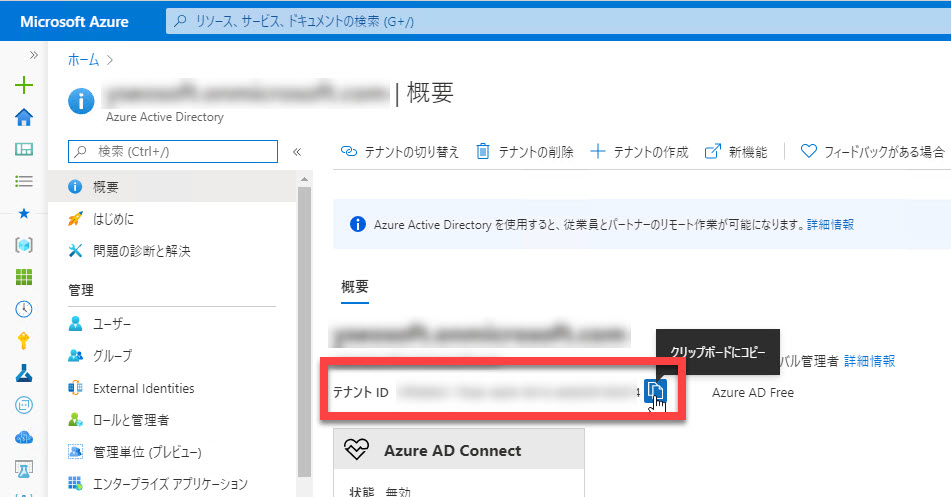 Microsoft Azure
リソース、サービス、ドキュメントの検索 (G+/)
ホーム >
| 概要
Azure Active Directory
検索 (Ctrl+/)
テナントの切り替え テナントの削除 テナントの作成 新機能 フィードバックがある場合
概要
はじめに
問題の診断と解決
管理
ユーザー
グループ
External Identities
ロールと管理者
管理単位 (プレビュー)
エンタープライズ アプリケーション
Azure Active Directory を使用すると、従業員とパートナーのリモート作業が可能になります。詳細情報
概要
クリップボードにコピー
バル管理者 詳細情報
テナント ID 4
Azure AD Free
Azure AD Connect
状態 無効